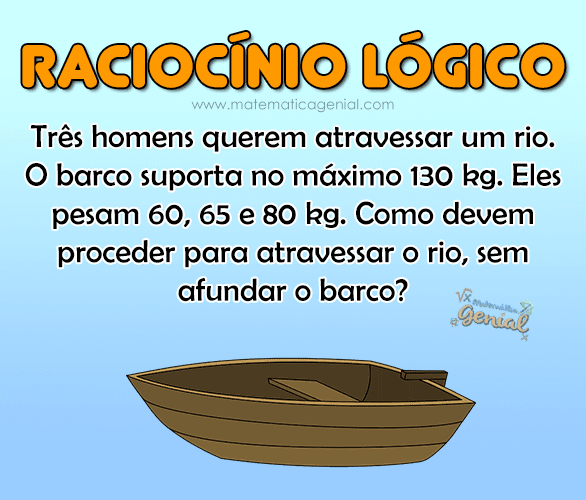 RACIOCÍNIO LÓGICO
www.matematicagenial.com
Três homens querem atravessar um rio.
O barco suporta no máximo 130 kg. Eles
pesam 60, 65 e 80 kg. Como devem
proceder para atravessar o rio, sem
afundar o barco?
Matemática
Genial